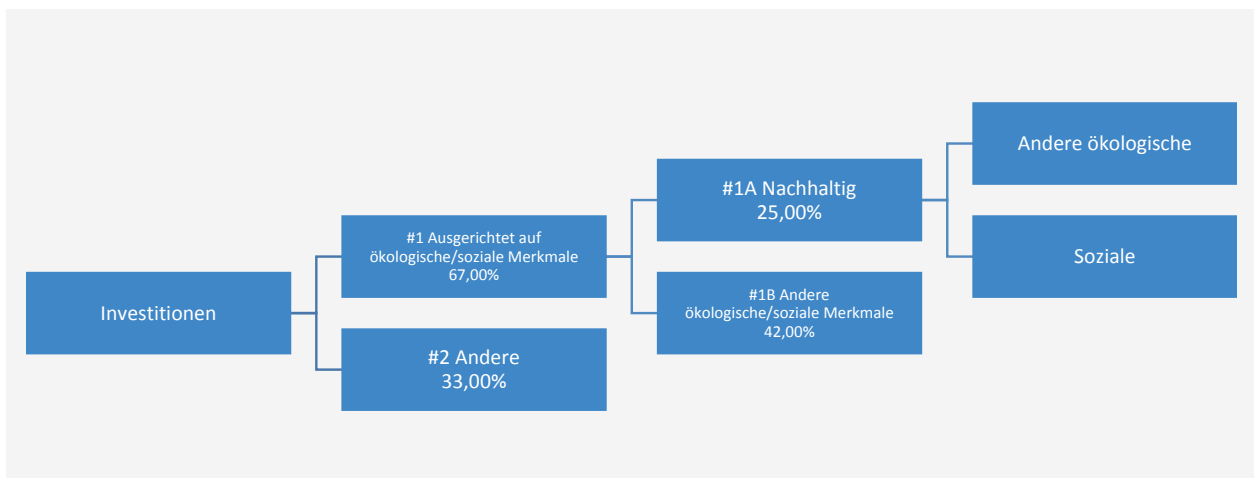 Investitionen
#1 Ausgerichtet auf
ökologische/soziale Merkmale
67,00%
#2 Andere
33,00%
#1A Nachhaltig
25,00%
#1B Andere
ökologische/soziale Merkmale
42,00%
Andere ökologische
Soziale